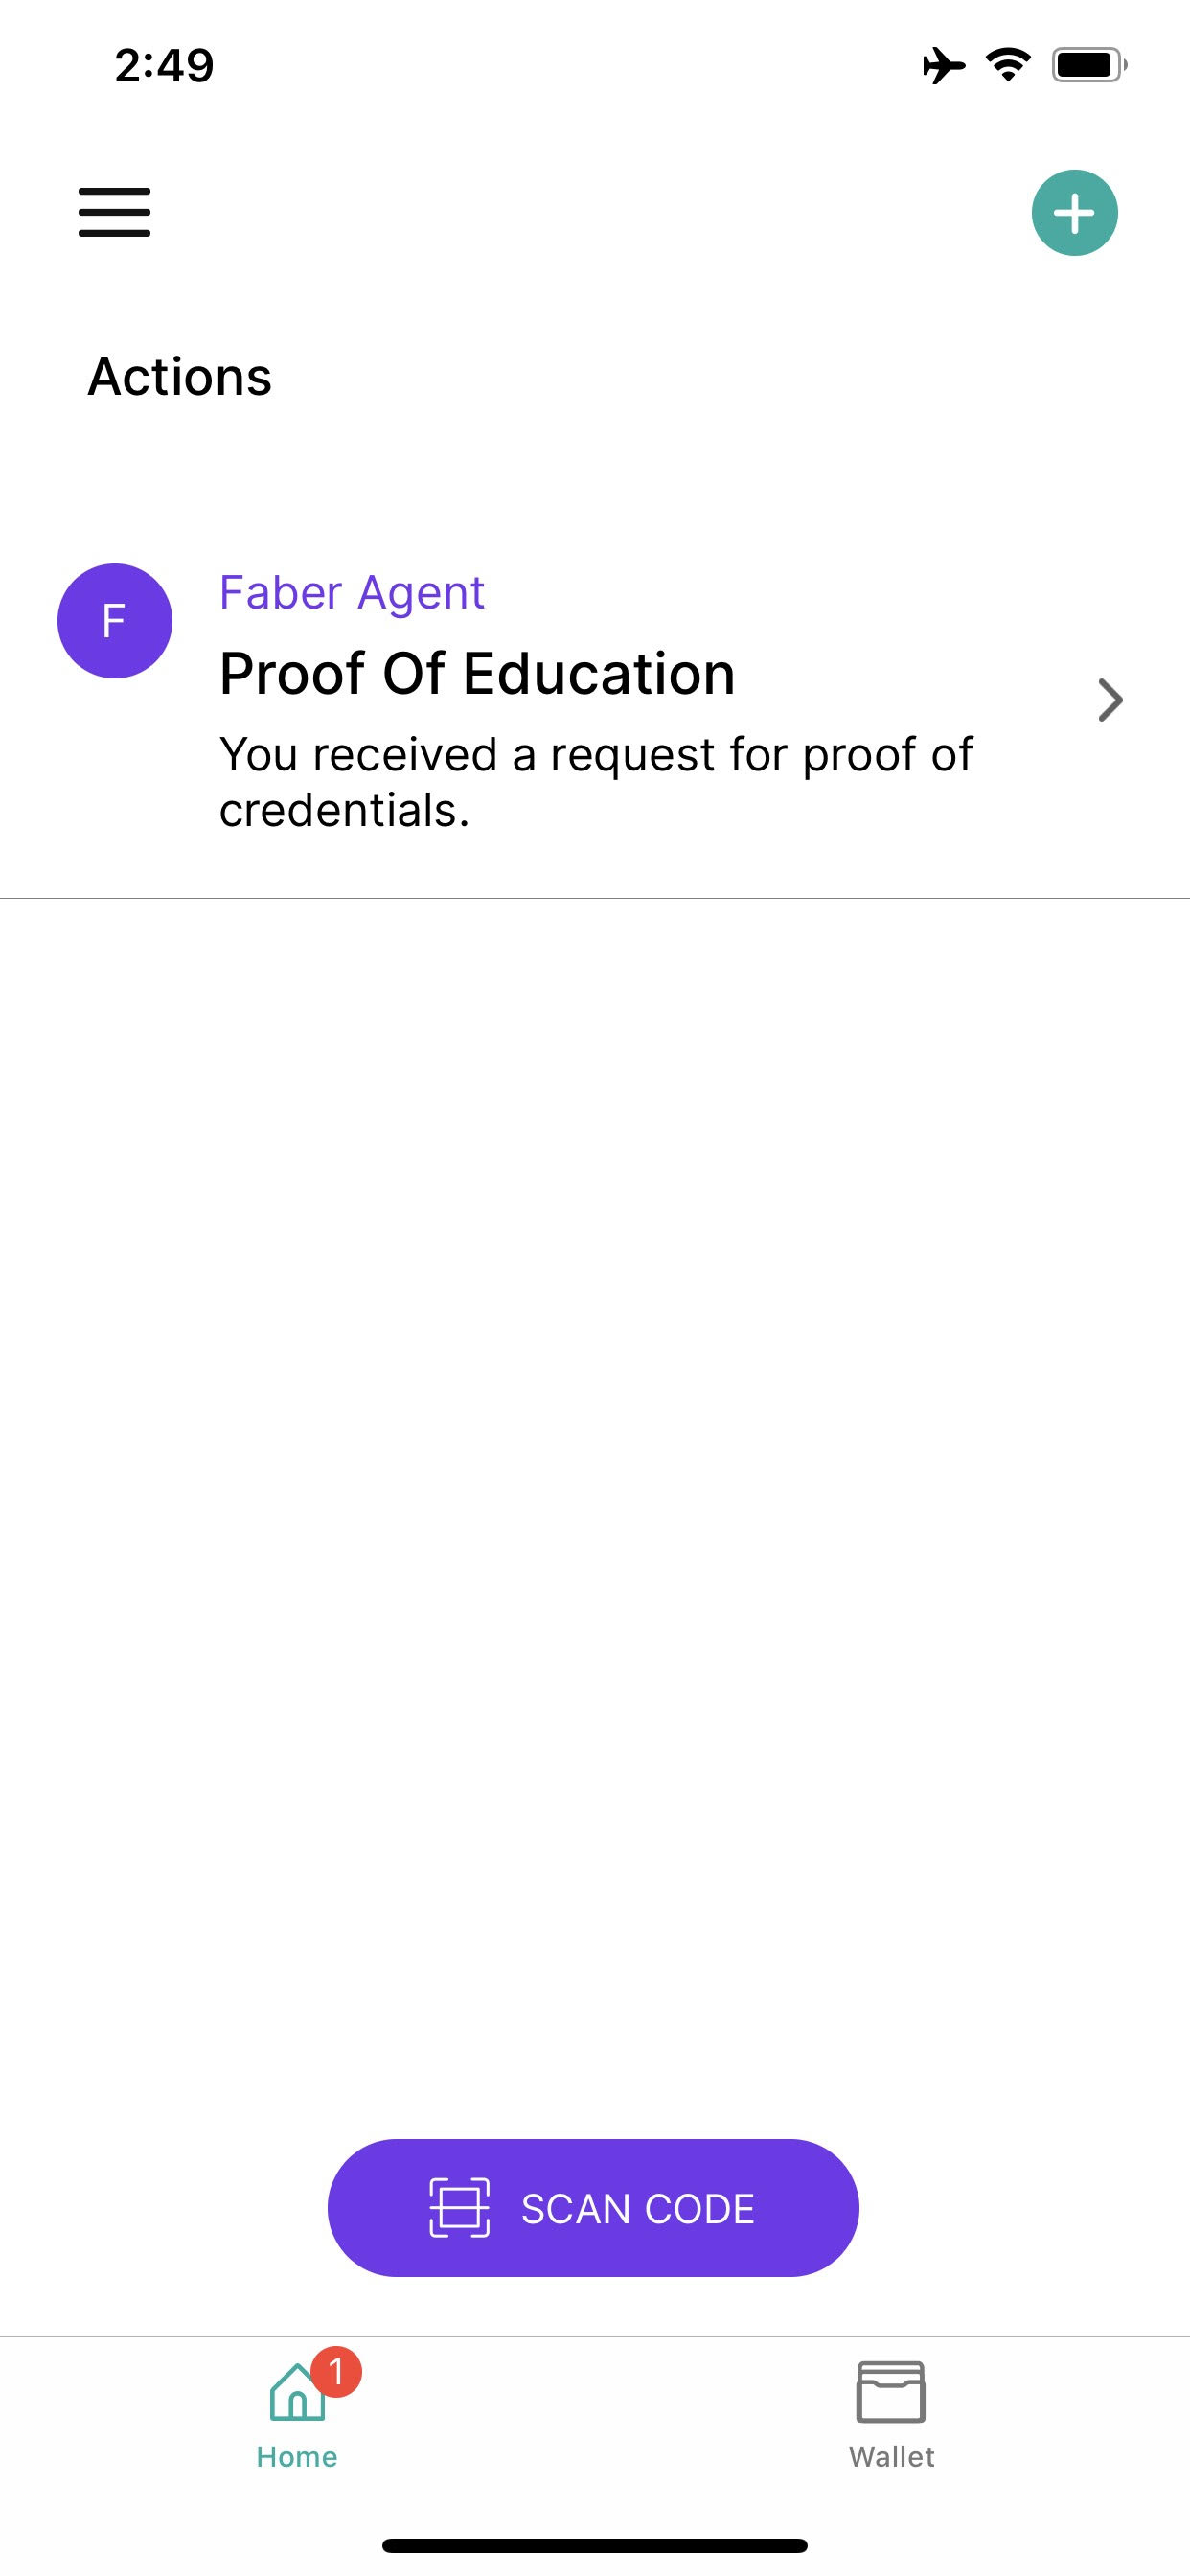 2:49
Actions
F
Faber Agent
Proof Of Education
You received a request for proof of
credentials.
SCAN CODE
1
Home
Wallet